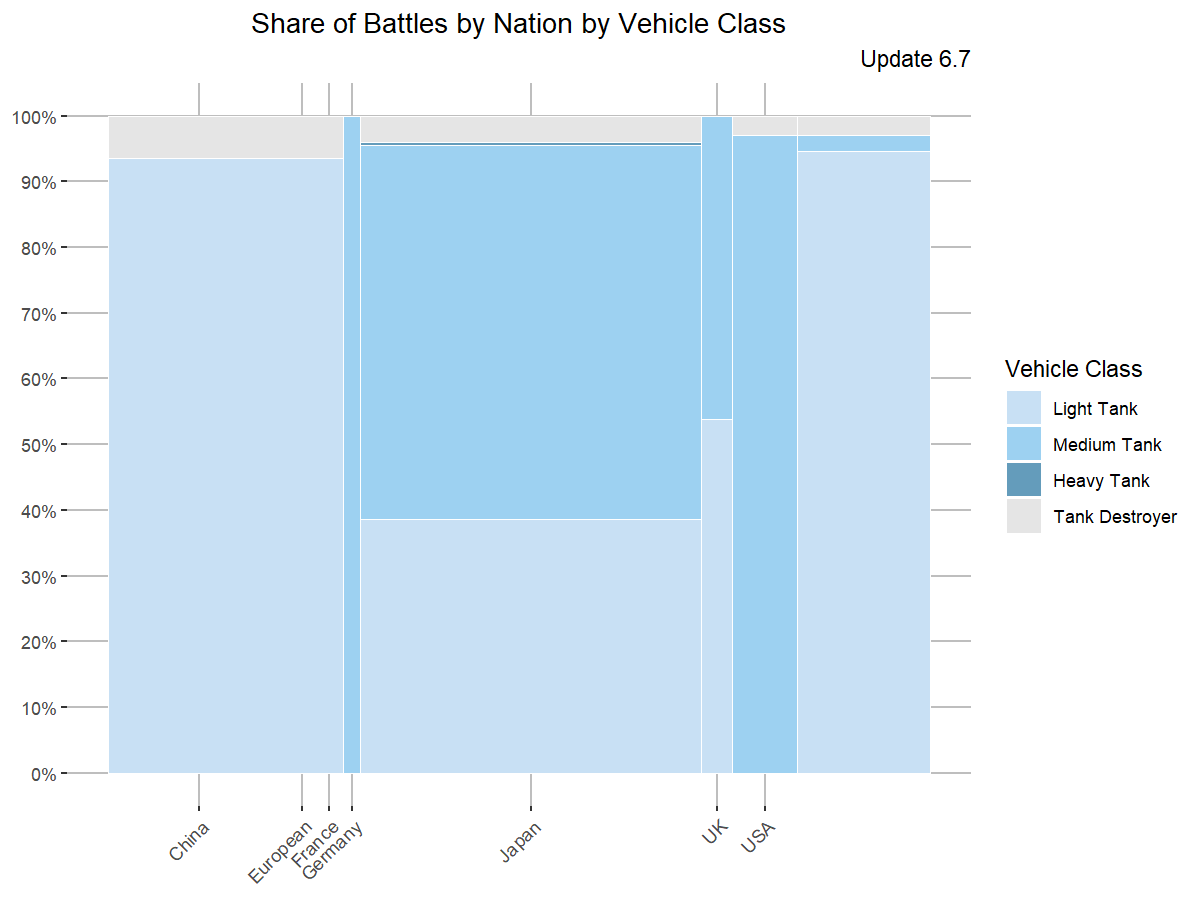 Share of Battles by Nation by Vehicle Class
Update 6.7
100%
90%
80%
70%
60%
50%
40%
30%
20%
10%
0%
China
European
France
Germany
Japan
UK
USA
Vehicle Class
Light Tank
Medium Tank
Heavy Tank
Tank Destroyer